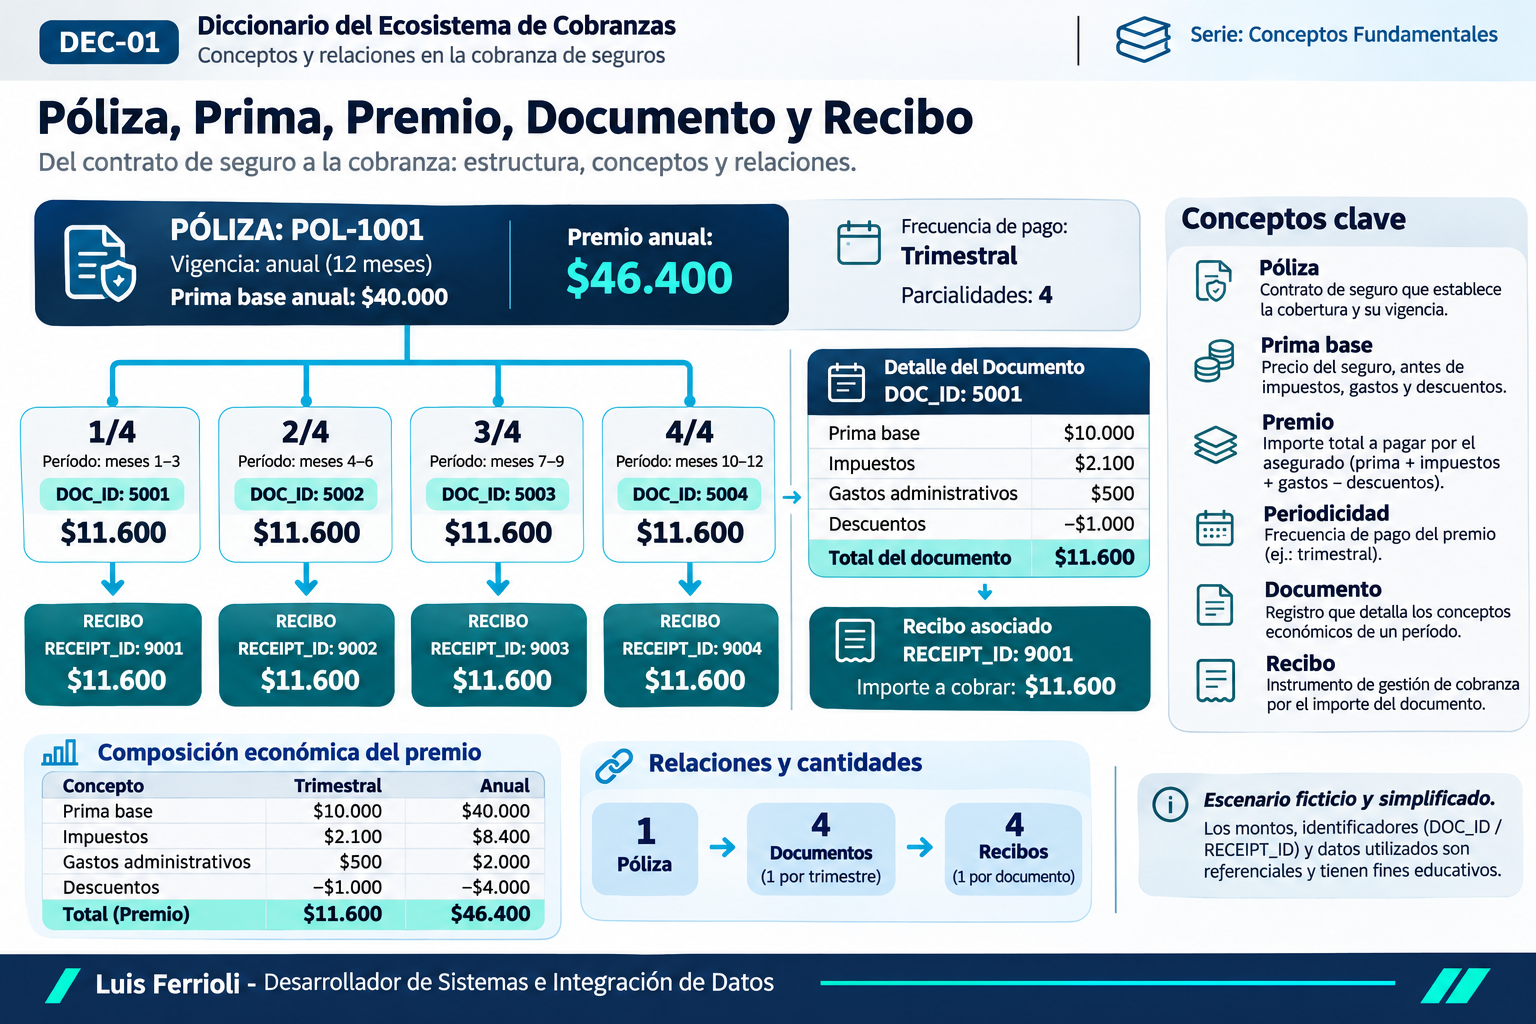 DEC-01
Diccionario del Ecosistema de Cobranzas
Conceptos y relaciones en la cobranza de seguros
Serie: Conceptos Fundamentales
Póliza, Prima, Premio, Documento y Recibo
Del contrato de seguro a la cobranza: estructura, conceptos y relaciones.
PÓLIZA: POL-1001
Vigencia: anual (12 meses)
Prima base anual: $40.000
Premio anual:
$46.400
Frecuencia de pago:
Trimestral
Parcialidades: 4
1/4
Período: meses 1–3
DOC_ID: 5001
$11.600
2/4
Período: meses 4–6
DOC_ID: 5002
$11.600
3/4
Período: meses 7–9
DOC_ID: 5003
$11.600
4/4
Período: meses 10–12
DOC_ID: 5004
$11.600
RECIBO
RECEIPT_ID: 9001
$11.600
RECIBO
RECEIPT_ID: 9002
$11.600
RECIBO
RECEIPT_ID: 9003
$11.600
RECIBO
RECEIPT_ID: 9004
$11.600
Detalle del Documento
DOC_ID: 5001
Prima base $10.000
Impuestos $2.100
Gastos administrativos $500
Descuentos –$1.000
Total del documento $11.600
Recibo asociado
RECEIPT_ID: 9001
Importe a cobrar: $11.600
Conceptos clave
Póliza
Contrato de seguro que establece
la cobertura y su vigencia.
Prima base
Precio del seguro, antes de
impuestos, gastos y descuentos.
Premio
Importe total a pagar por el
asegurado (prima + impuestos
+ gastos – descuentos).
Periodicidad
Frecuencia de pago del premio
(ej.: trimestral).
Documento
Registro que detalla los conceptos
económicos de un período.
Recibo
Instrumento de gestión de cobranza
por el importe del documento.
Composición económica del premio
Concepto Trimestral Anual
Prima base $10.000 $40.000
Impuestos $2.100 $8.400
Gastos administrativos $500 $2.000
Descuentos –$1.000 –$4.000
Total (Premio) $11.600 $46.400
Relaciones y cantidades
1
Póliza
4
Documentos
(1 por trimestre)
4
Recibos
(1 por documento)
Escenario ficticio y simplificado.
Los montos, identificadores (DOC_ID /
RECEIPT_ID) y datos utilizados son
referenciales y tienen fines educativos.
Luis Ferrioli - Desarrollador de Sistemas e Integración de Datos